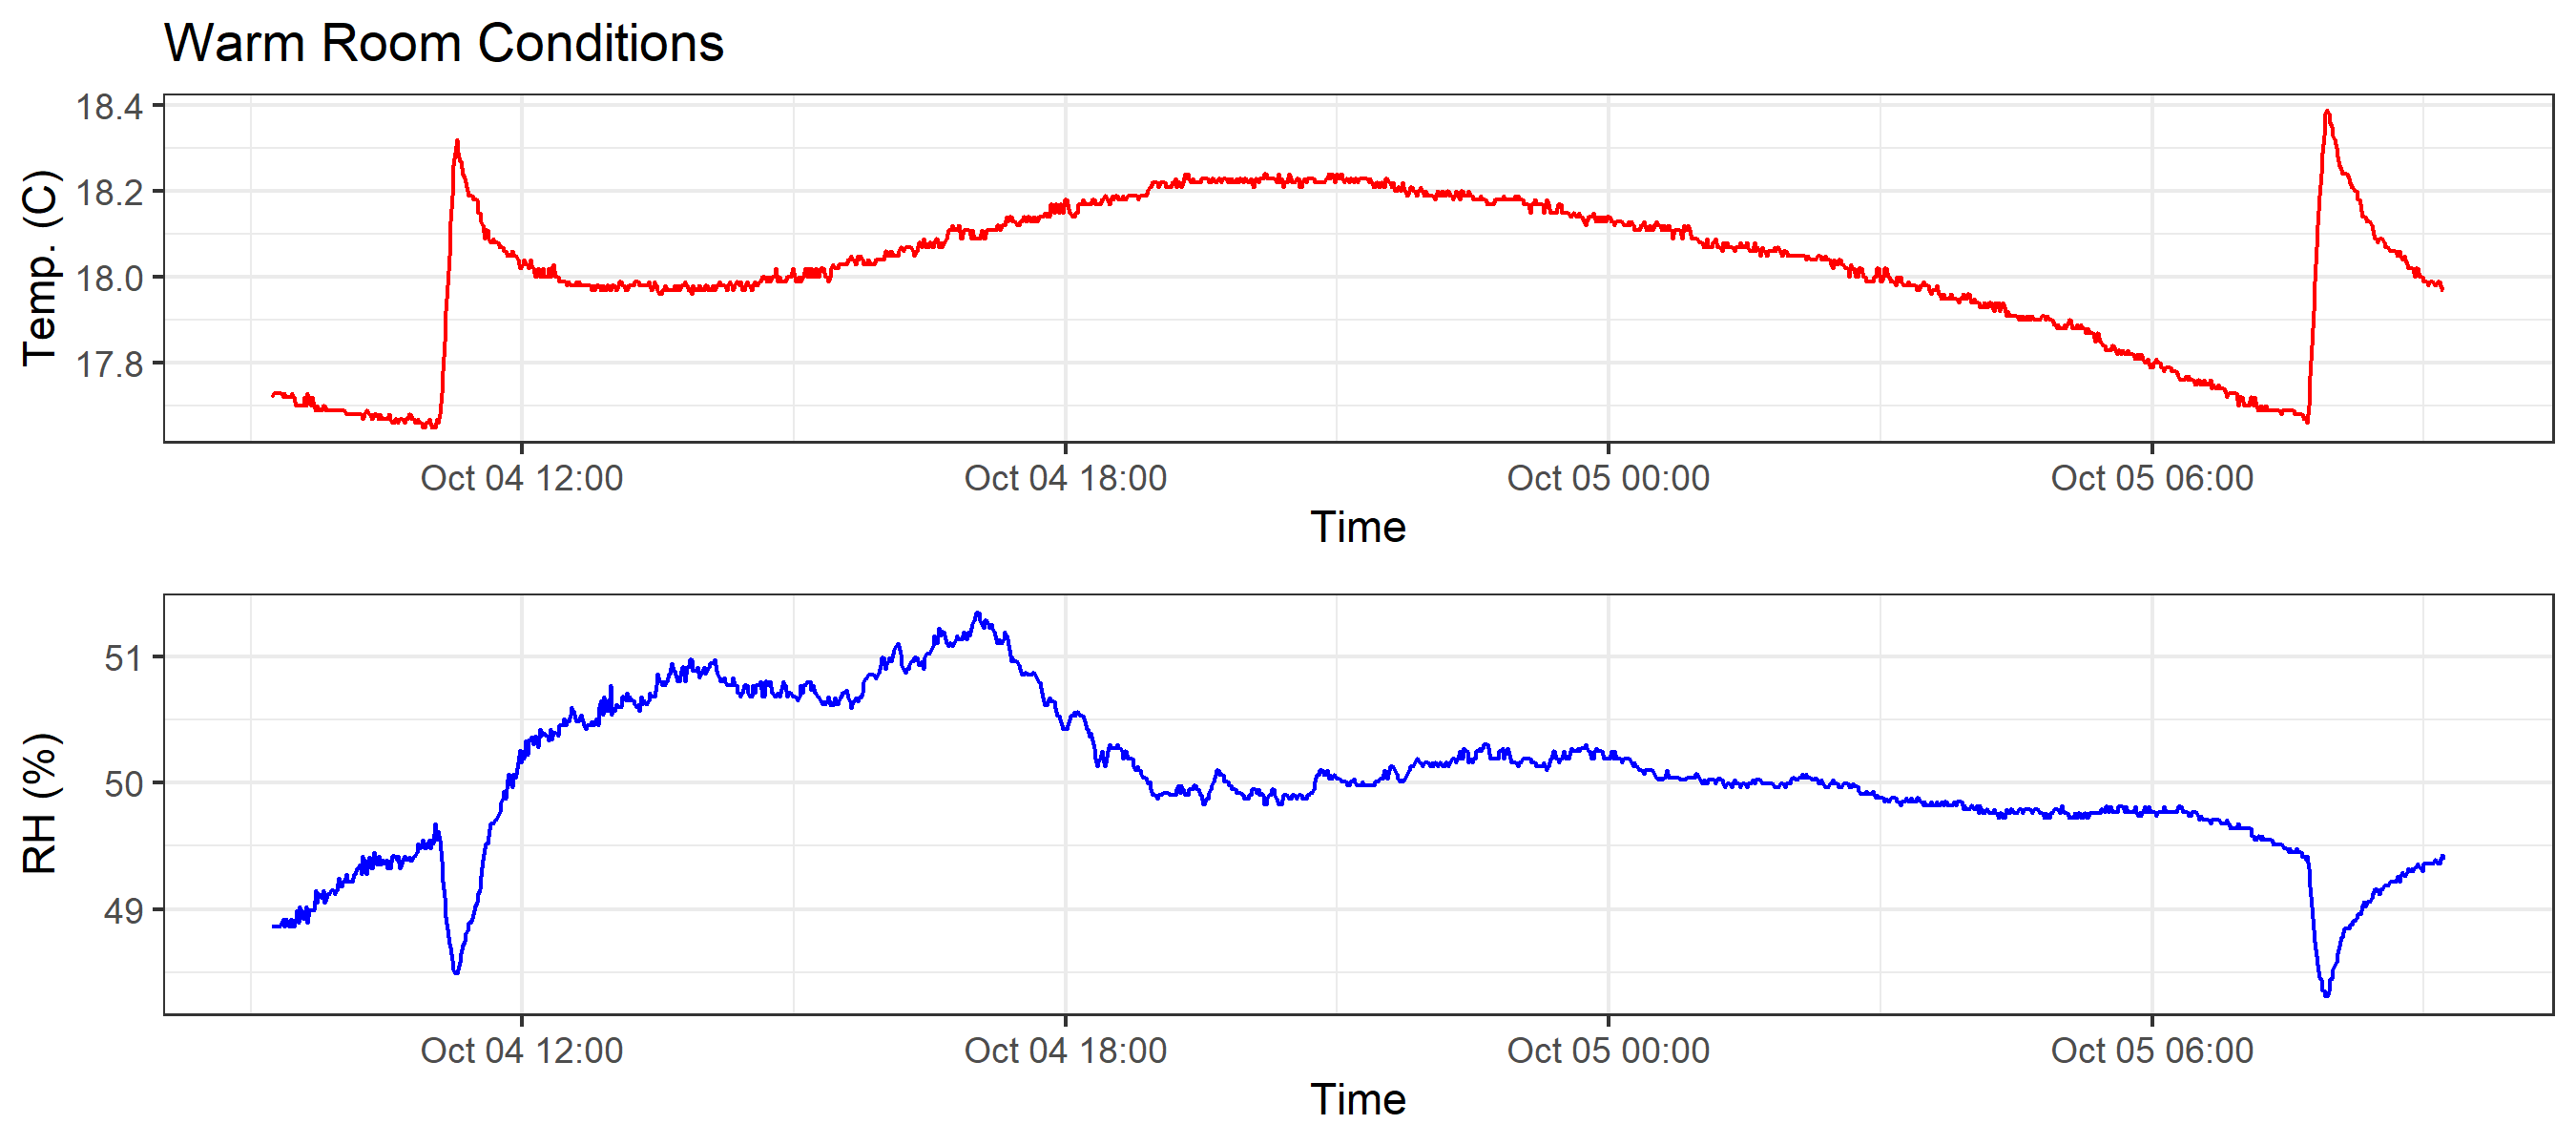 Warm Room Conditions
18.4
18.2
18.0
17.8
Temp. (C)
Oct 04 12:00 Oct 04 18:00 Oct 05 00:00 Oct 05 06:00
Time
51
50
49
RH (%)
Oct 04 12:00 Oct 04 18:00 Oct 05 00:00 Oct 05 06:00
Time